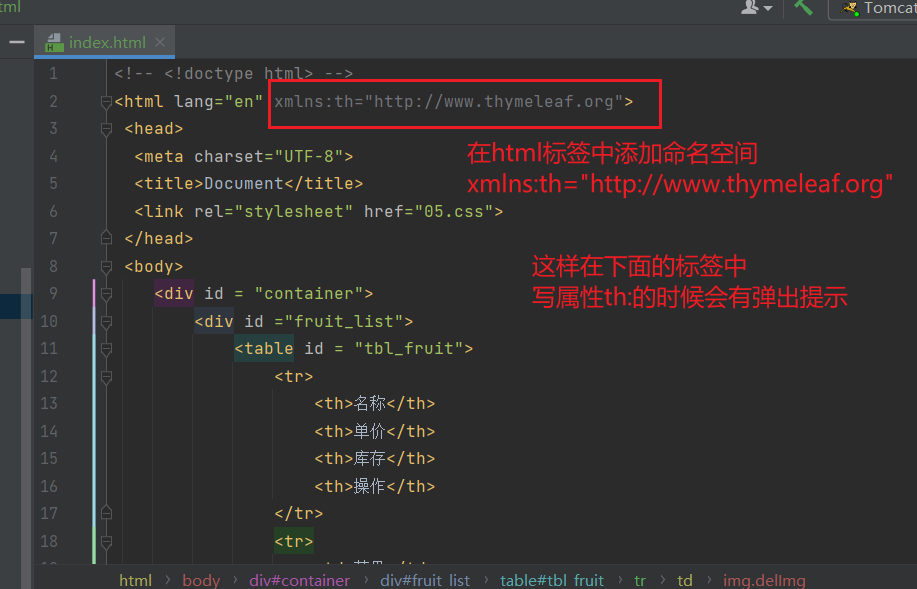 tml
Tomcat
index.html
1 <!-- <!doctype html> -->
2 <html lang="en" xmlns:th="http://www.thymeleaf.org">
3 <head>
在html标签中添加命名空间
4 <meta charset="UTF-8">
xmlns:th="http://www.thymeleaf.org"
5 <title>Document</title>
6 <link rel="stylesheet" href="05.css">
7 </head>
这样在下面的标签中
8 <body>
写属性th:的时候会有弹出提示
9 <div id = "container">
10 <div id ="fruit_list">
11 <table id = "tbl_fruit">
12 <tr>
13 <th>名称</th>
14 <th>单价</th>
15 <th>库存</th>
16 <th>操作</th>
17 </tr>
18 <tr>
html › body › div#container › div#fruit_list › table#tbl_fruit › tr › td › img.delImg